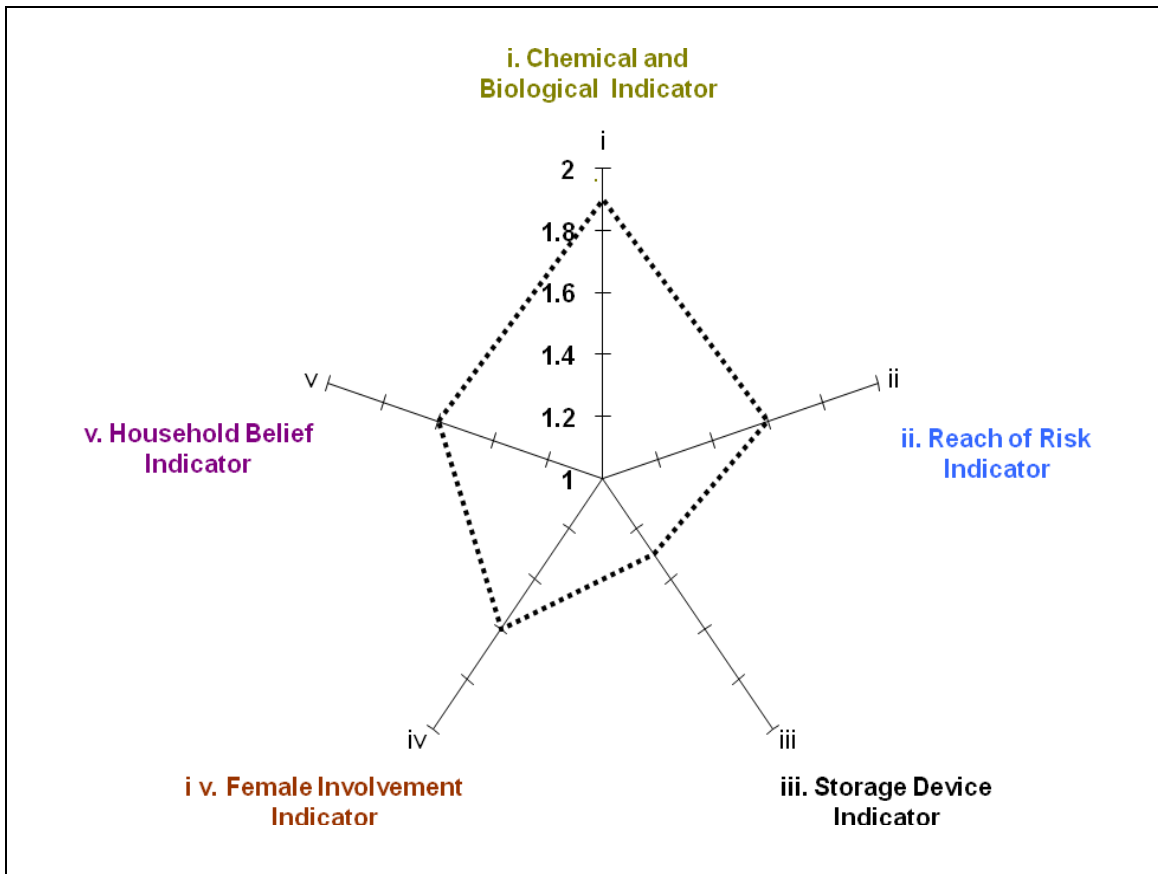 i. Chemical and
Biological Indicator
i
2
1.8
1.6
1.4
1.2
1
v
ii
v. Household Belief
Indicator
ii. Reach of Risk
Indicator
iv
iii
i v. Female Involvement
Indicator
iii. Storage Device
Indicator